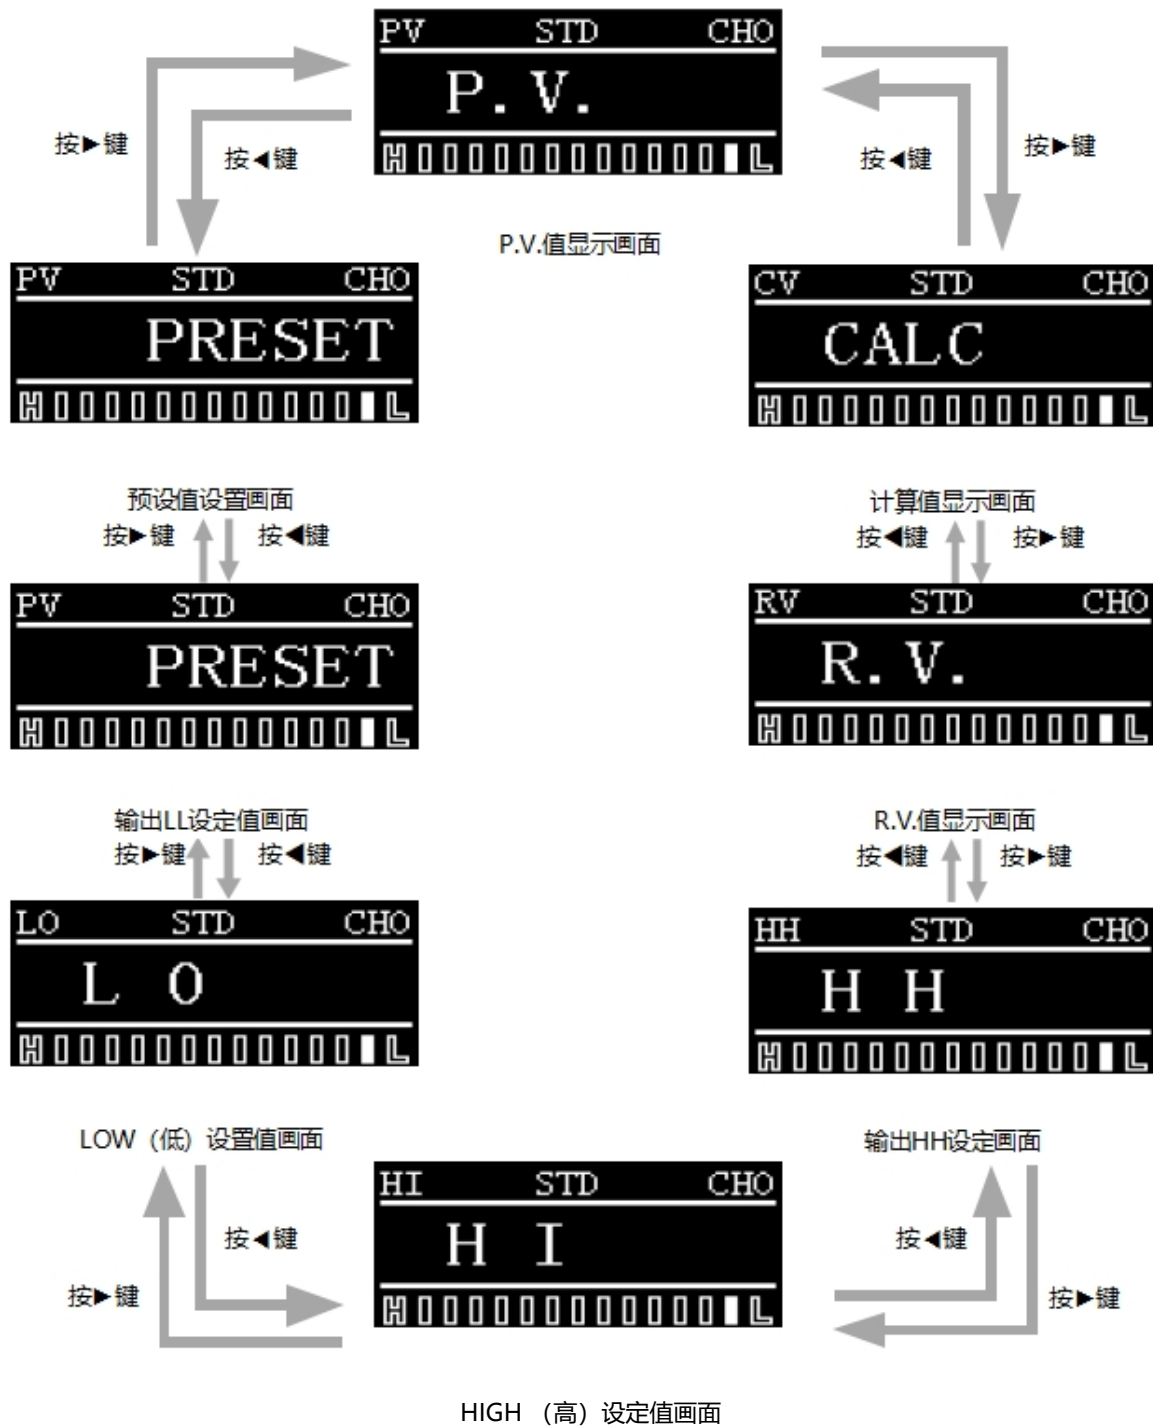 PV STD CHO
P.V.
H L
按▶键
按◀键
按◀键
按▶键
P.V.值显示画面
PV STD CHO
PRESET
H L
CV STD CHO
CALC
H L
预设值设置画面
按▶键 按◀键
计算值显示画面
按◀键 按▶键
PV STD CHO
PRESET
H L
RV STD CHO
R.V.
H L
输出LL设定值画面
按▶键 按◀键
R.V.值显示画面
按◀键 按▶键
LO STD CHO
L O
H L
HH STD CHO
H H
H L
LOW（低）设置值画面
输出HH设定画面
HI STD CHO
H I
H L
按◀键
按▶键
按◀键
按▶键
HIGH （高）设定值画面